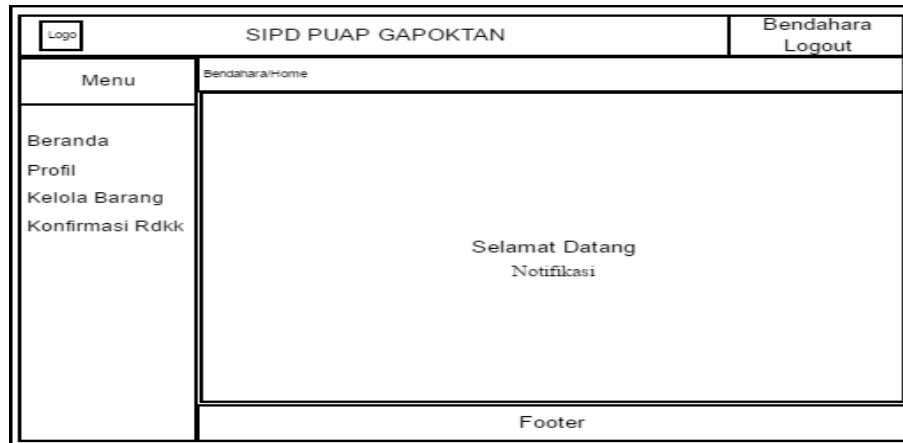 Logo
SIPD PUAP GAPOKTAN
Bendahara
Logout
Menu
Bendahara/Home
Beranda
Profil
Kelola Barang
Konfirmasi Rdkk
Selamat Datang
Notifikasi
Footer